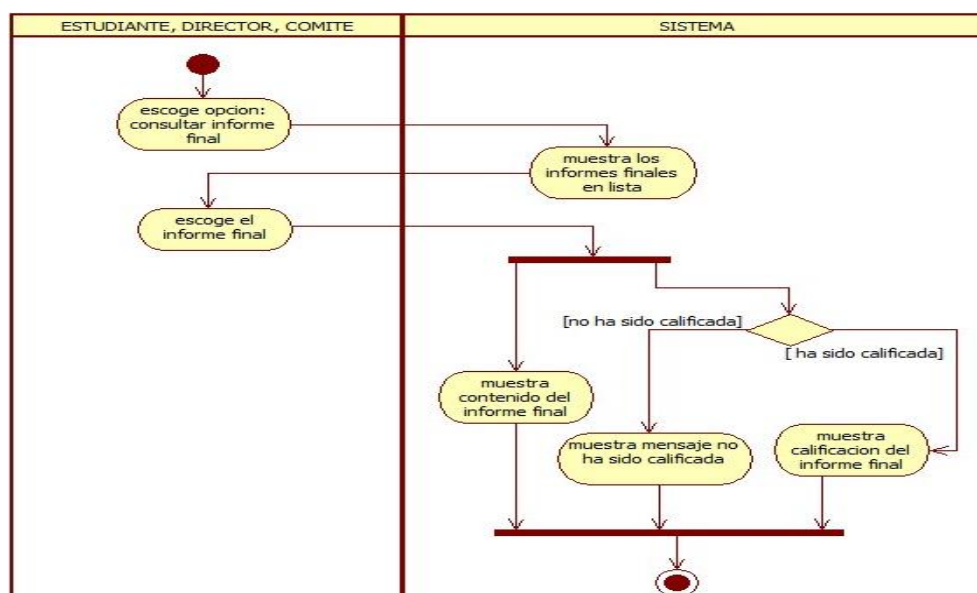 ESTUDIANTE, DIRECTOR, COMITE
SISTEMA
escoge opcion:
consultar informe
final
muestra los
informes finales
en lista
escoge el
informe final
[no ha sido calificada]
[ ha sido calificada]
muestra
contenido del
informe final
muestra mensaje no
ha sido calificada
muestra
calificacion del
informe final